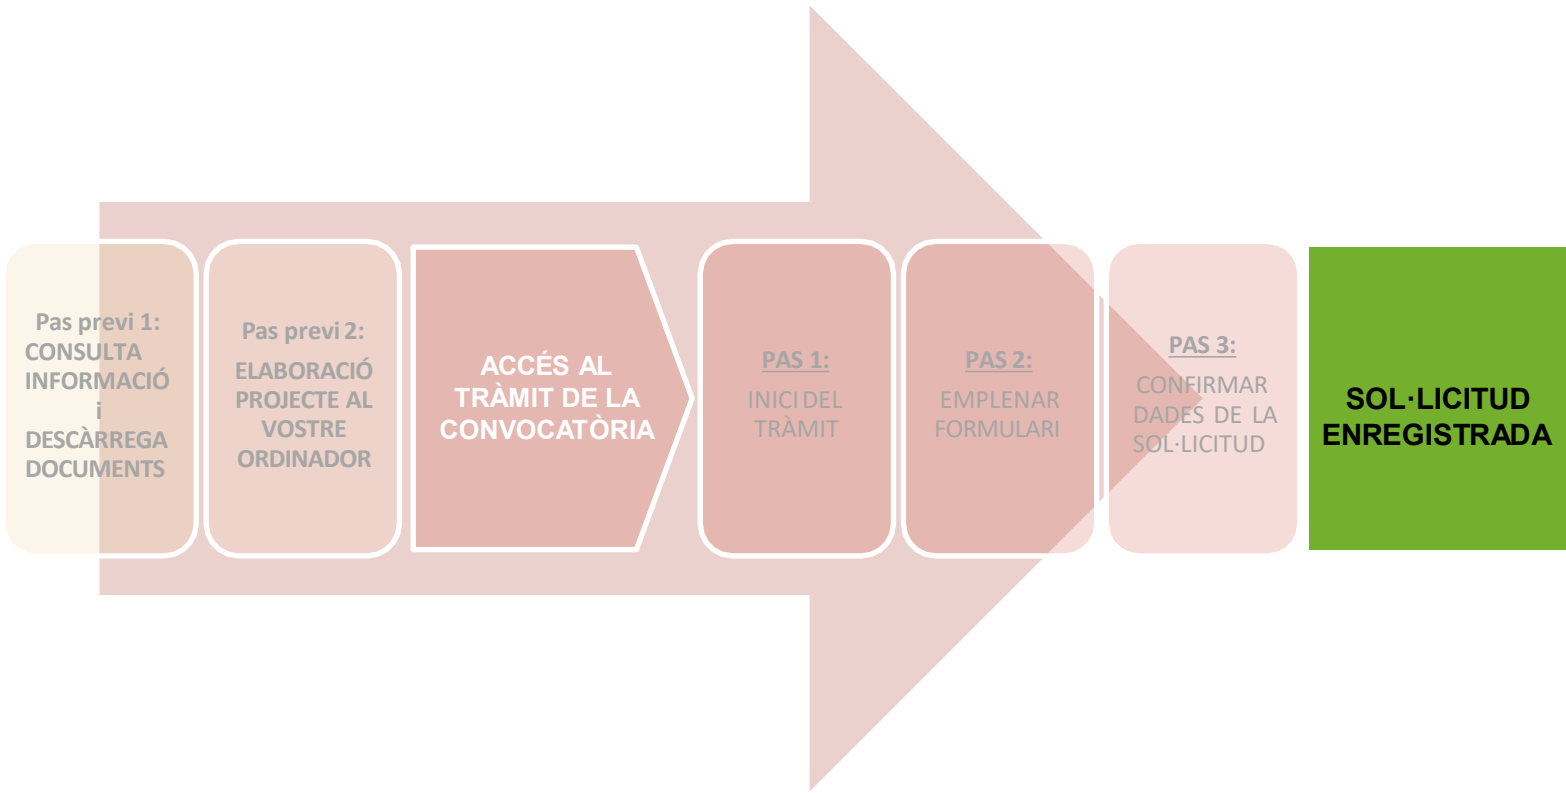 Pas previ 1:
CONSULTA
INFORMACIÓ
i
DESCÀRREGA
DOCUMENTS
Pas previ 2:
ELABORACIÓ
PROJECTE AL
VOSTRE
ORDINADOR
ACCÉS AL
TRÀMIT DE LA
CONVOCATÒRIA
PAS 1:
INICI DEL
TRÀMIT
PAS 2:
EMPLENAR
FORMULARI
PAS 3:
CONFIRMAR
DADES DE LA
SOL·LICITUD
SOL·LICITUD
ENREGISTRADA